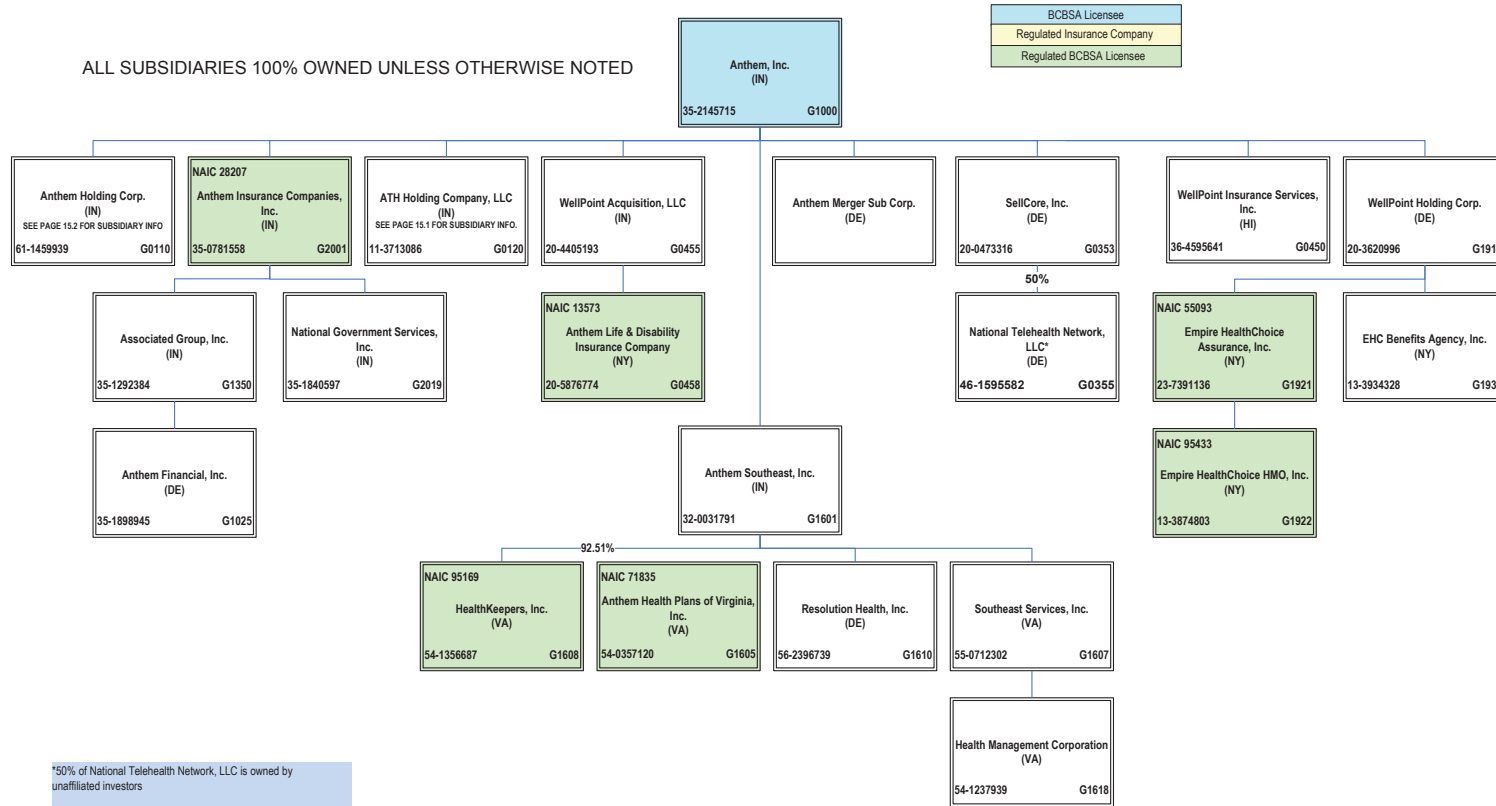 BCBSA Licensee
Regulated Insurance Company
Regulated BCBSA Licensee
ALL SUBSIDIARIES 100% OWNED UNLESS OTHERWISE NOTED
Anthem, Inc.
(IN)
35-2145715 G1000
Anthem Holding Corp.
(IN)
SEE PAGE 15.2 FOR SUBSIDIARY INFO
61-1459939 G0110
NAIC 28207
Anthem Insurance Companies,
Inc.
(IN)
35-0781558 G2001
ATH Holding Company, LLC
(IN)
SEE PAGE 15.1 FOR SUBSIDIARY INFO.
11-3713086 G0120
WellPoint Acquisition, LLC
(IN)
20-4405193 G0455
Anthem Merger Sub Corp.
(DE)
SellCore, Inc.
(DE)
20-0473316 G0353
WellPoint Insurance Services,
Inc.
(HI)
36-4595641 G0450
WellPoint Holding Corp.
(DE)
20-3620996 G191
50%
Associated Group, Inc.
(IN)
35-1292384 G1350
National Government Services,
Inc.
(IN)
35-1840597 G2019
NAIC 13573
Anthem Life & Disability
Insurance Company
(NY)
20-5876774 G0458
National Telehealth Network,
LLC*
(DE)
46-1595582 G0355
NAIC 55093
Empire HealthChoice
Assurance, Inc.
(NY)
23-7391136 G1921
EHC Benefits Agency, Inc.
(NY)
13-3934328 G193
Anthem Financial, Inc.
(DE)
35-1898945 G1025
Anthem Southeast, Inc.
(IN)
32-0031791 G1601
NAIC 95433
Empire HealthChoice HMO, Inc.
(NY)
13-3874803 G1922
92.51%
NAIC 95169
HealthKeepers, Inc.
(VA)
54-1356687 G1608
NAIC 71835
Anthem Health Plans of Virginia,
Inc.
(VA)
54-0357120 G1605
Resolution Health, Inc.
(DE)
56-2396739 G1610
Southeast Services, Inc.
(VA)
55-0712302 G1607
Health Management Corporation
(VA)
54-1237939 G1618
*50% of National Telehealth Network, LLC is owned by
unaffiliated investors